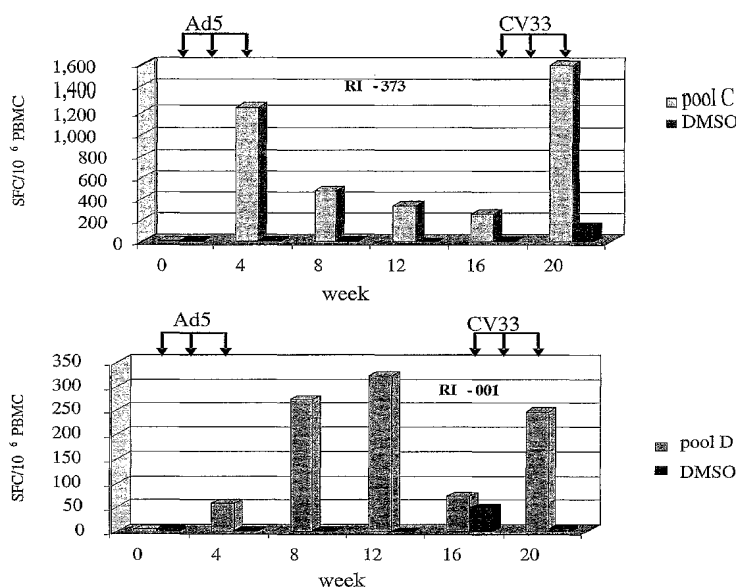 Ad5 CV33
1,600
1,400
1,200
1,000
800
600
400
200
0
SFC/10 6 PBMC
RI -373
pool C
DMSO
0 4 8 12 16 20
week
Ad5 CV33
350
300
250
200
150
100
50
0
SFC/10 6 PBMC
RI - 001
pool D
DMSO
0 4 8 12 16 20
week